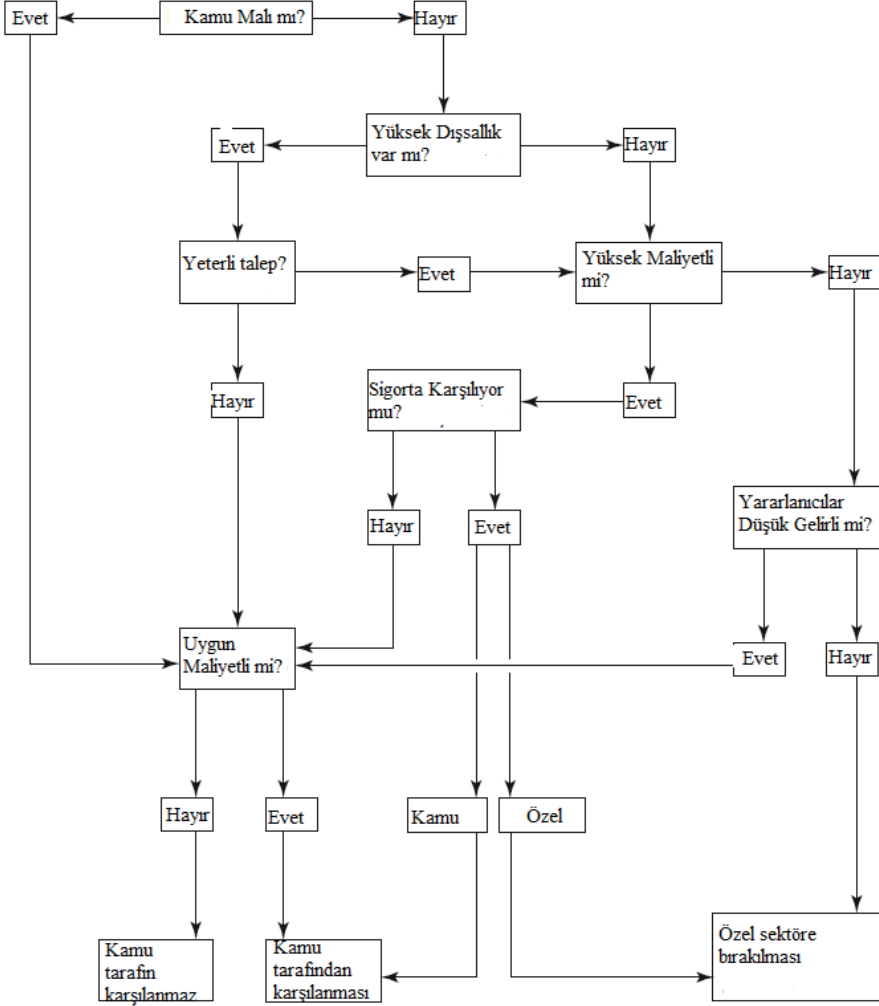 Evet
Kamu Malı mı?
Hayır
Yüksek Dışsallık
var mı?
Evet
Hayır
Yeterli talep?
Evet
Yüksek Maliyetli
mi?
Hayır
Hayır
Sigorta Karşılıyor
mu?
Evet
Hayır
Evet
Yararlanıcılar
Düşük Gelirli mi?
Uygun
Maliyetli mi?
Evet
Hayır
Hayır
Evet
Kamu
Özel
Kamu
tarafın
karşılanmaz
Kamu
tarafından
karşılanması
Özel sektöre
bırakılması